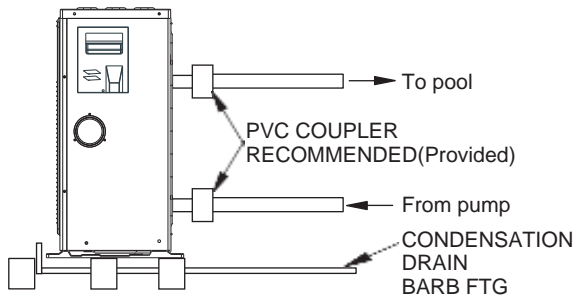 To pool
PVC COUPLER
RECOMMENDED(Provided)
From pump
CONDENSATION
DRAIN
BARB FTG